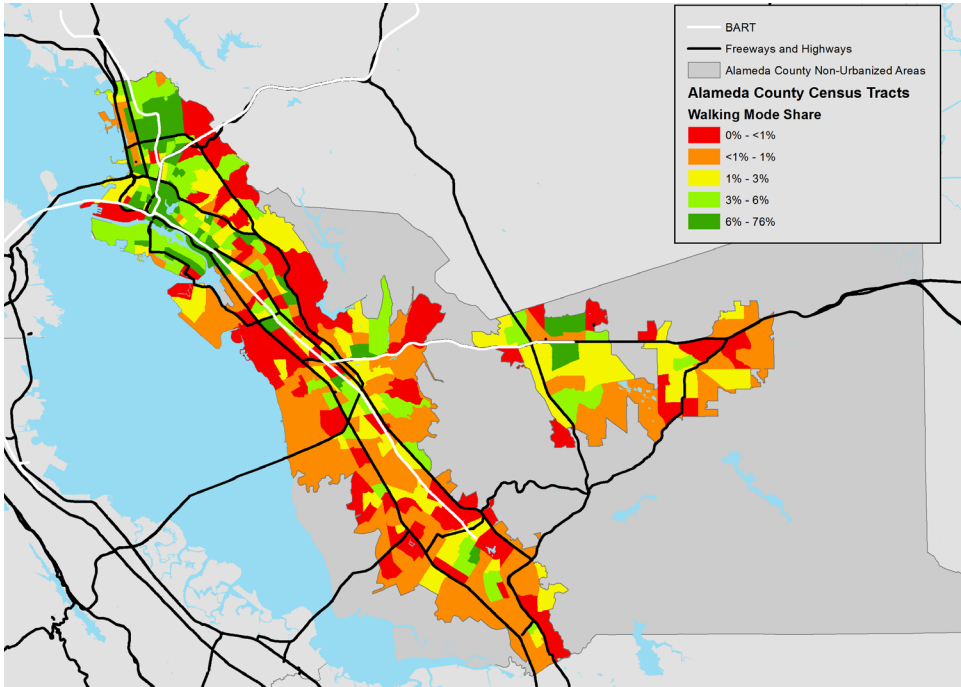 BART
Freeways and Highways
Alameda County Non-Urbanized Areas
Alameda County Census Tracts
Walking Mode Share
0% - <1%
<1% - 1%
1% - 3%
3% - 6%
6% - 76%